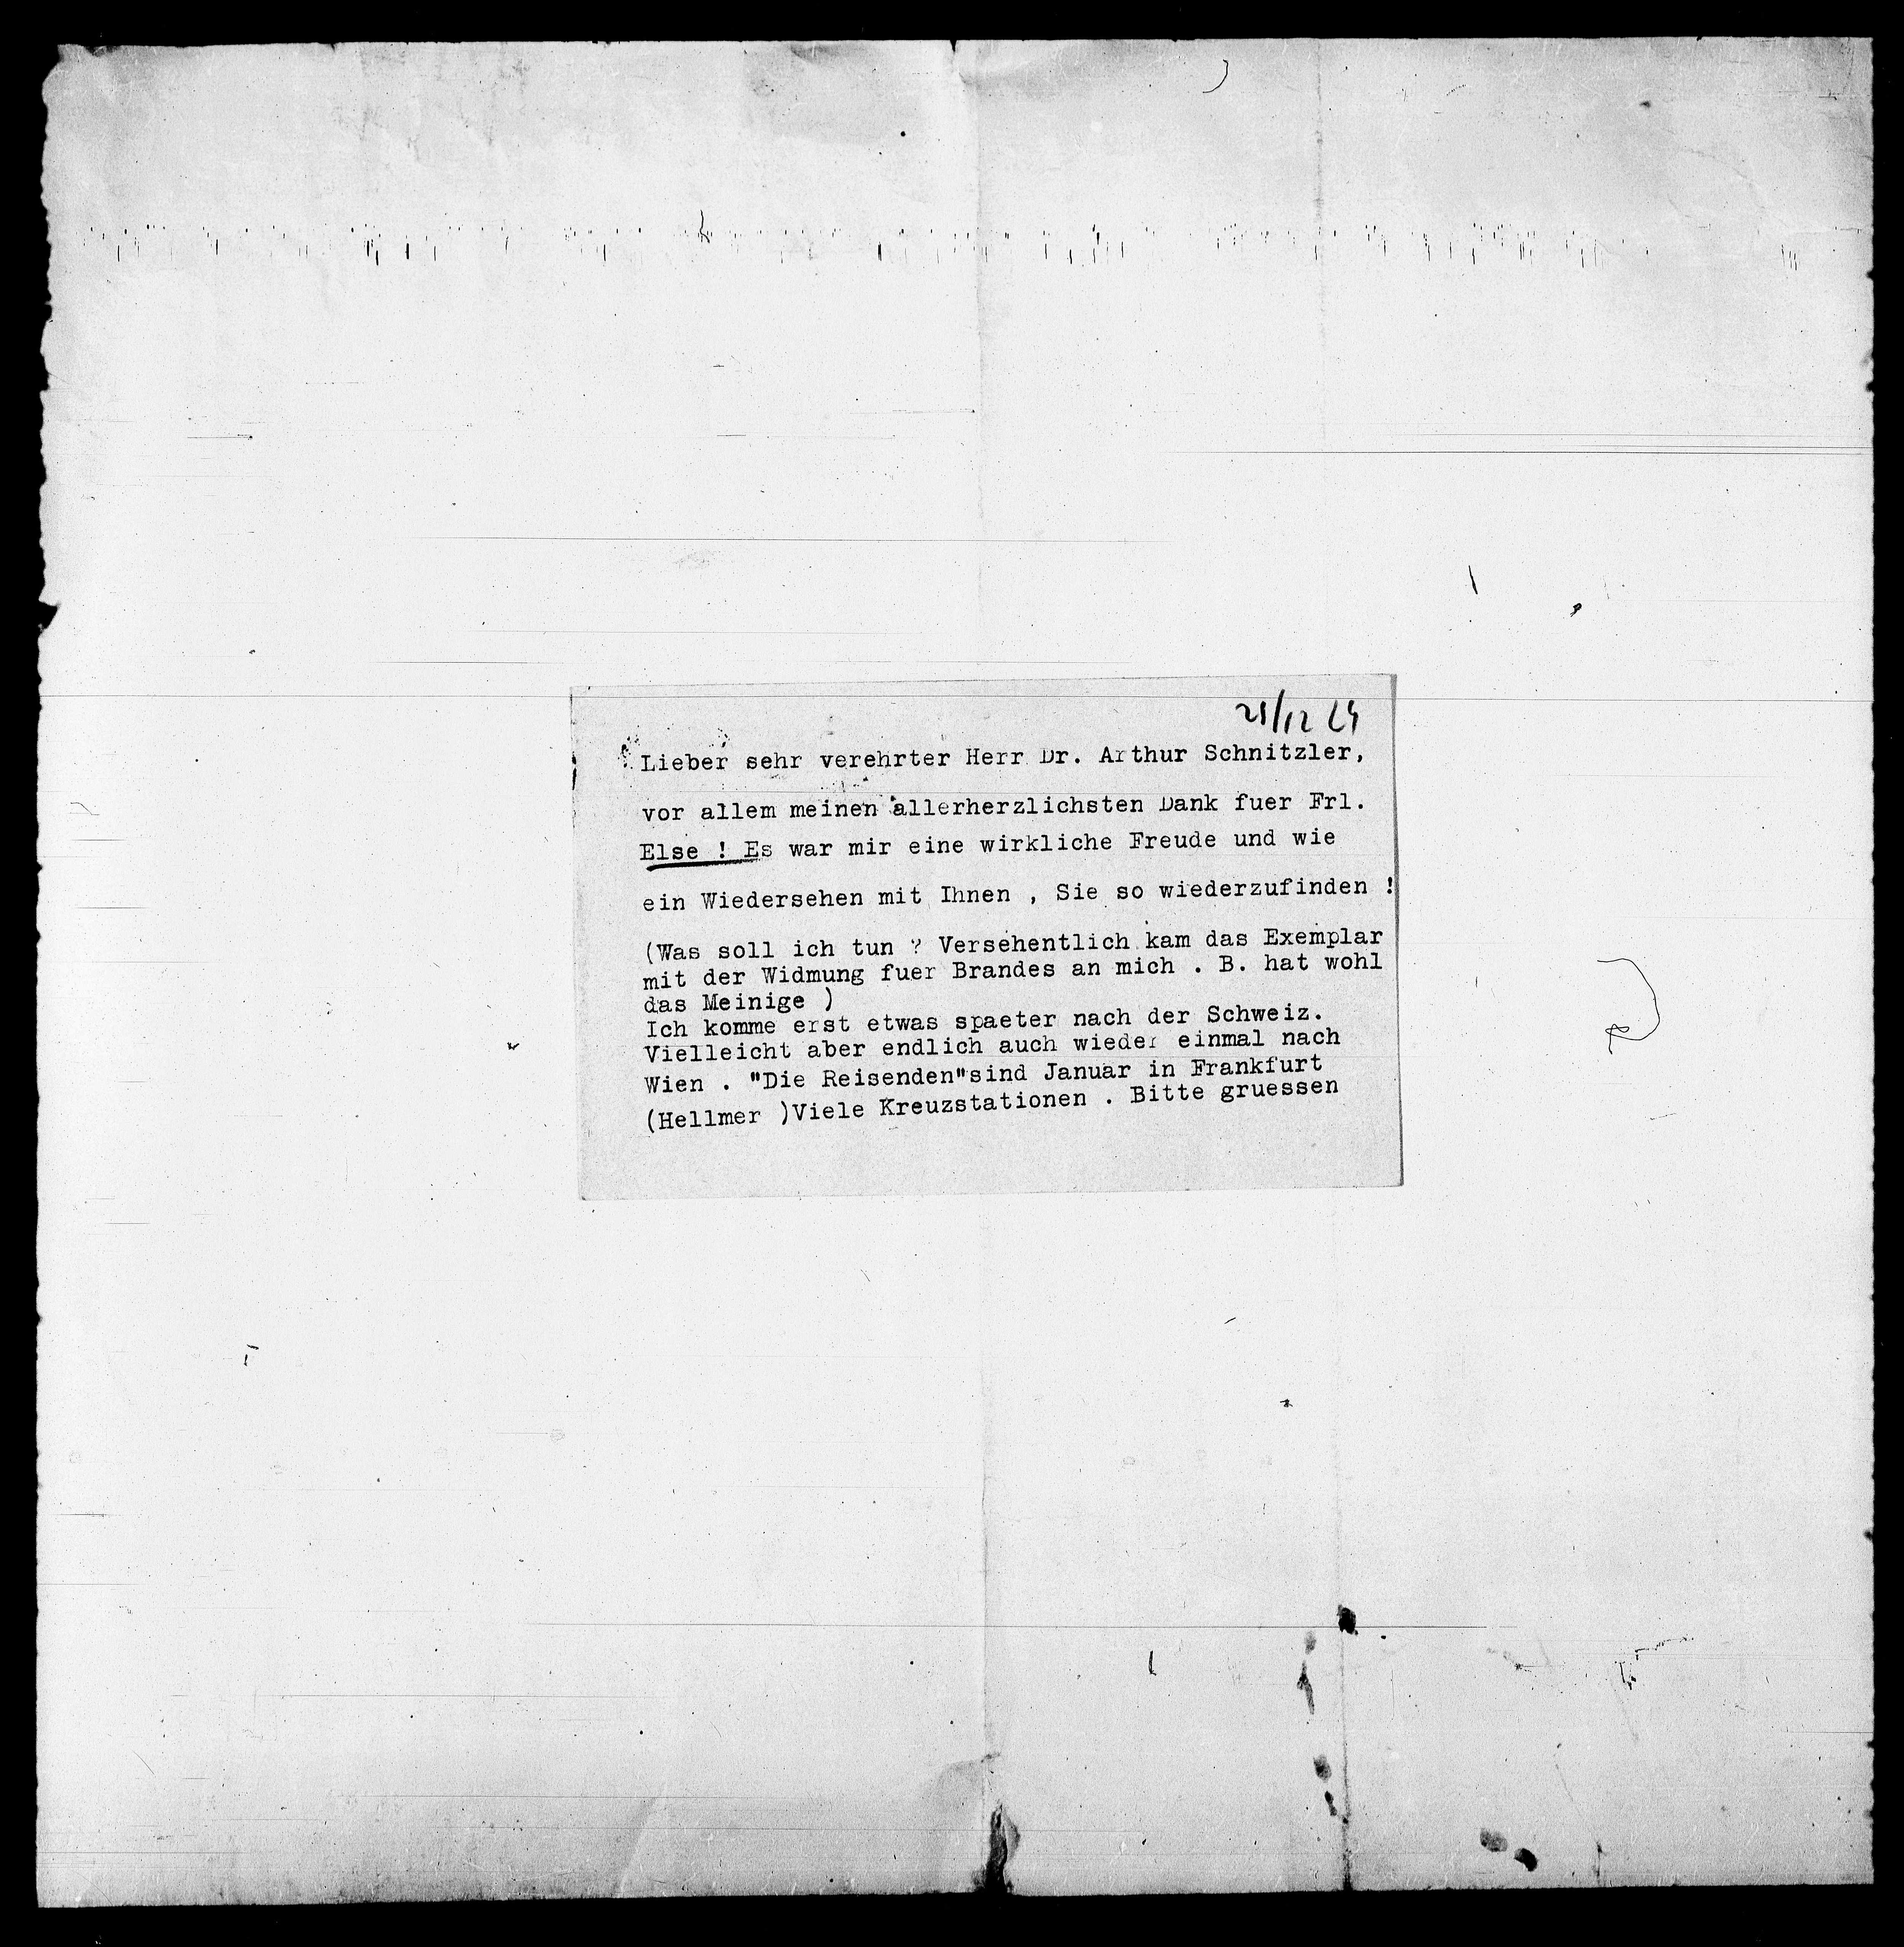 21/12 24
Lieber sehr verehrter Herr Dr. Arthur Schnitzler,
vor allem meinen allerherzlichsten Dank fuer Frl.
Else ! Es war mir eine wirkliche Freude und wie
ein Wiedersehen mit Ihnen , Sie so wiederzufinden !
(Was soll ich tun ? Versehentlich kam das Exemplar
mit der Widmung fuer Brandes an mich . B. hat wohl
das Meinige )
Ich komme erst etwas spaeter nach der Schweiz.
Vielleicht aber endlich auch wieder einmal nach
Wien . "Die Reisenden"sind Januar in Frankfurt
(Hellmer )Viele Kreuzstationen . Bitte gruessen